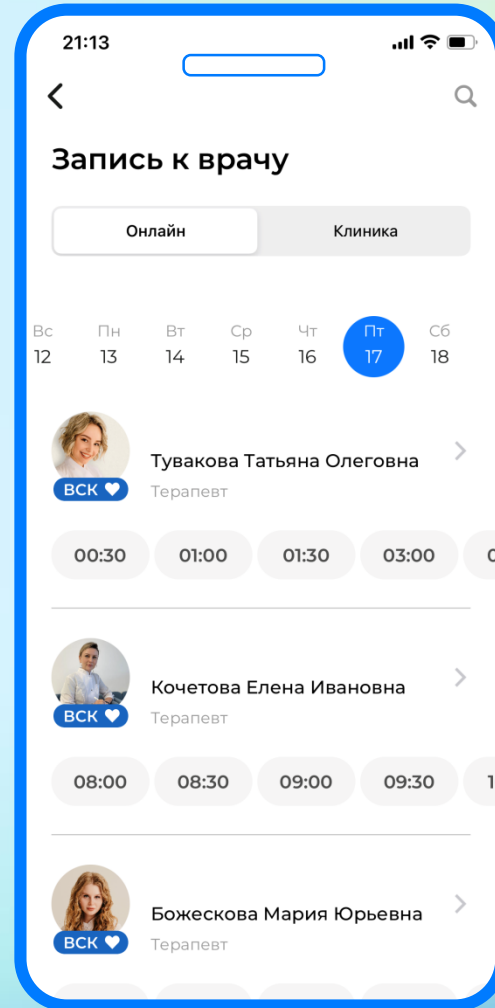 21:13
Запись к врачу
Онлайн Клиника
Вс Пн Вт Ср Чт Пт Сб
12 13 14 15 16 17 18
Тувакова Татьяна Олеговна
ВСК
Терапевт
00:30 01:00 01:30 03:00
Кочетова Елена Ивановна
ВСК
Терапевт
08:00 08:30 09:00 09:30
Божескова Мария Юрьевна
ВСК
Терапевт